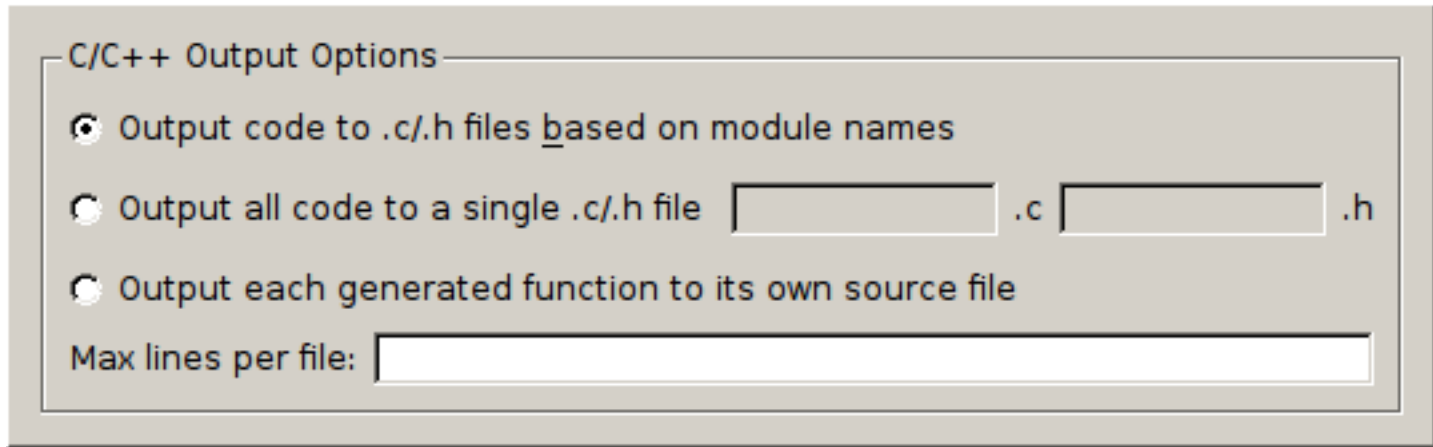 C/C++ Output Options
Output code to .c/.h files based on module names
Output all code to a single .c/.h file .c .h
Output each generated function to its own source file
Max lines per file: